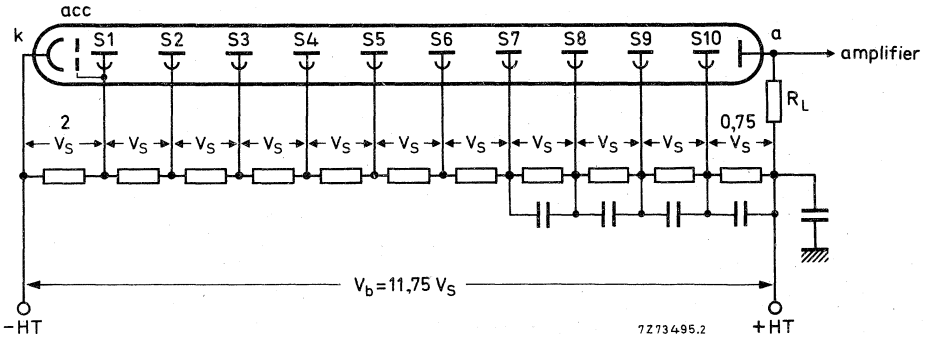 acc
k S1 S2 S3 S4 S5 S6 S7 S8 S9 S10 a
amplifier
R_L
2 0,75
V_S V_S V_S V_S V_S V_S V_S V_S V_S V_S V_S
V_b=11,75 V_S
-HT 7Z73495.2 +HT